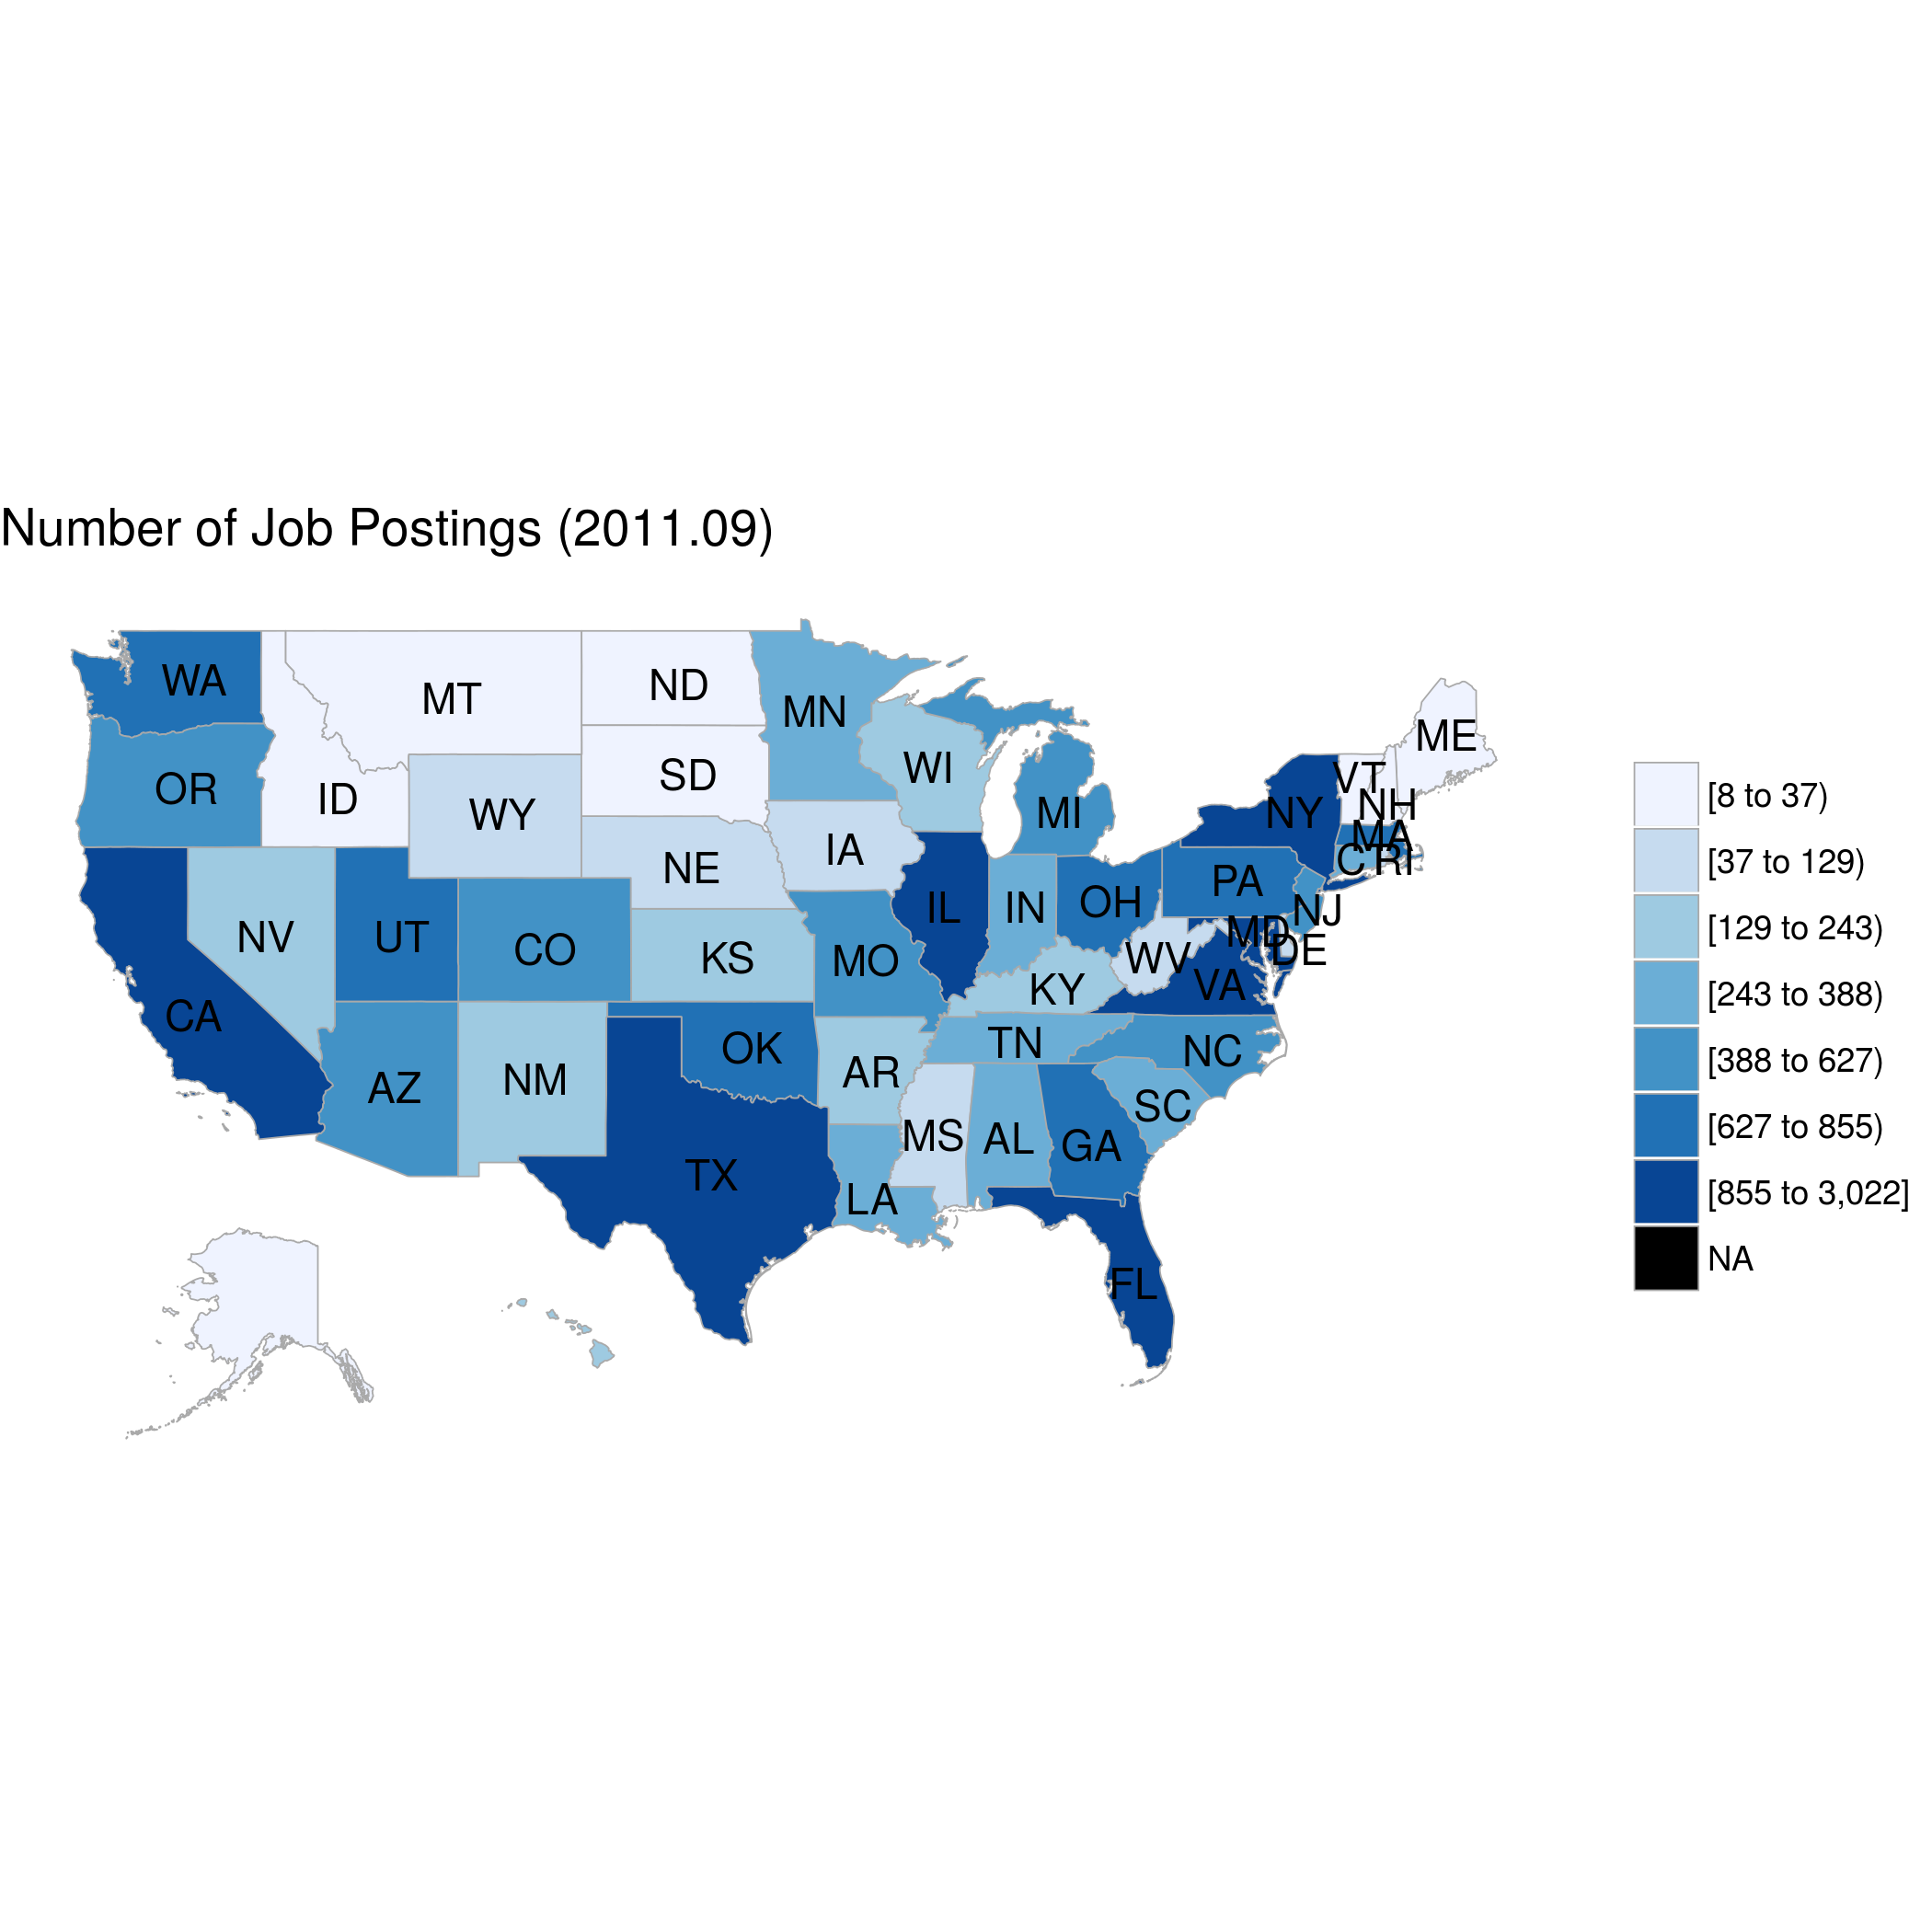 Number of Job Postings (2011.09)
WA
MT
ND
MN
ME
OR
ID
WY
SD
WI
MI
NY
VT
NH
MA
CT
RI
NE
IA
PA
NJ
NV
UT
CO
KS
MO
IL
IN
OH
WV
MD
DE
VA
KY
CA
AZ
NM
OK
AR
TN
NC
SC
TX
LA
MS
AL
GA
FL
[8 to 37)
[37 to 129)
[129 to 243)
[243 to 388)
[388 to 627)
[627 to 855)
[855 to 3,022]
NA